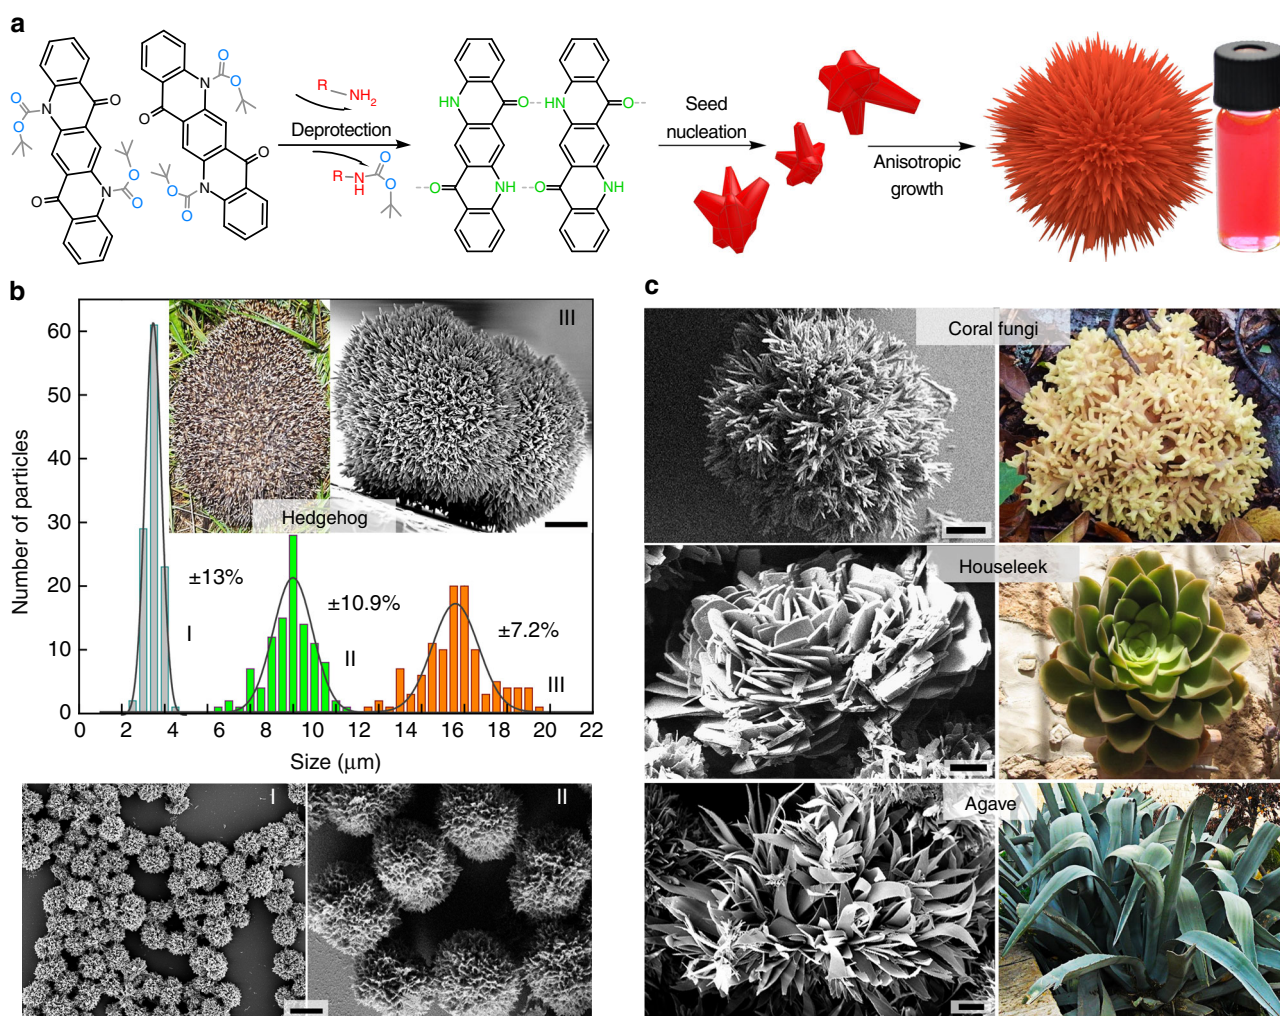 a
O
N
O
O
O
N
O
O
O
N
O
O
O
N
O
O
O
R NH2
Deprotection
R N H O O
HN O HN O
O NH O NH
Seed
nucleation
Anisotropic
growth
b
III
Hedgehog
Number of particles
60
50
40
30
20
10
0
±13%
±10.9%
±7.2%
I
II
III
0 2 4 6 8 10 12 14 16 18 20 22
Size (μm)
I
II
c
Coral fungi
Houseleek
Agave